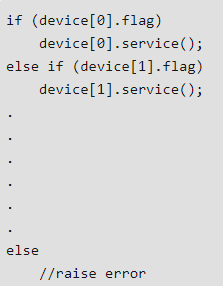 if (device[0].flag)
    device[0].service();
else if (device[1].flag)
    device[1].service();
.
.
.
.
.
.
else
    //raise error